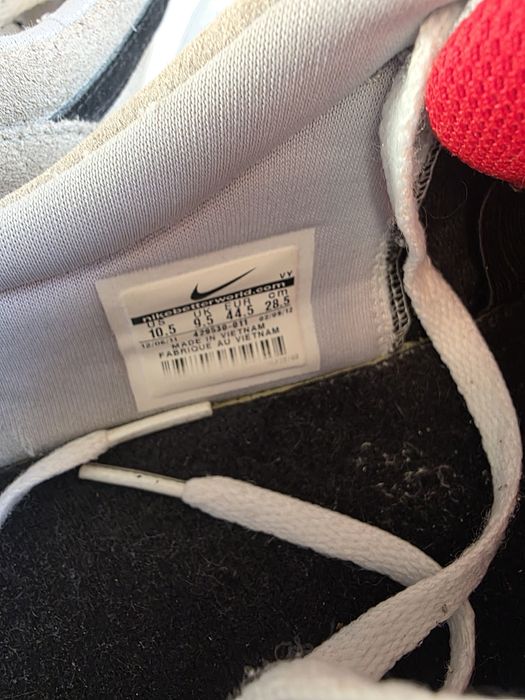 VY
nikebetterworld.com
US UK EUR cm
10.5 9.5 44.5 28.5
12/06/11 429530-011 02/09/12
MADE IN VIETNAM
FABRIQUE AU VIETNAM